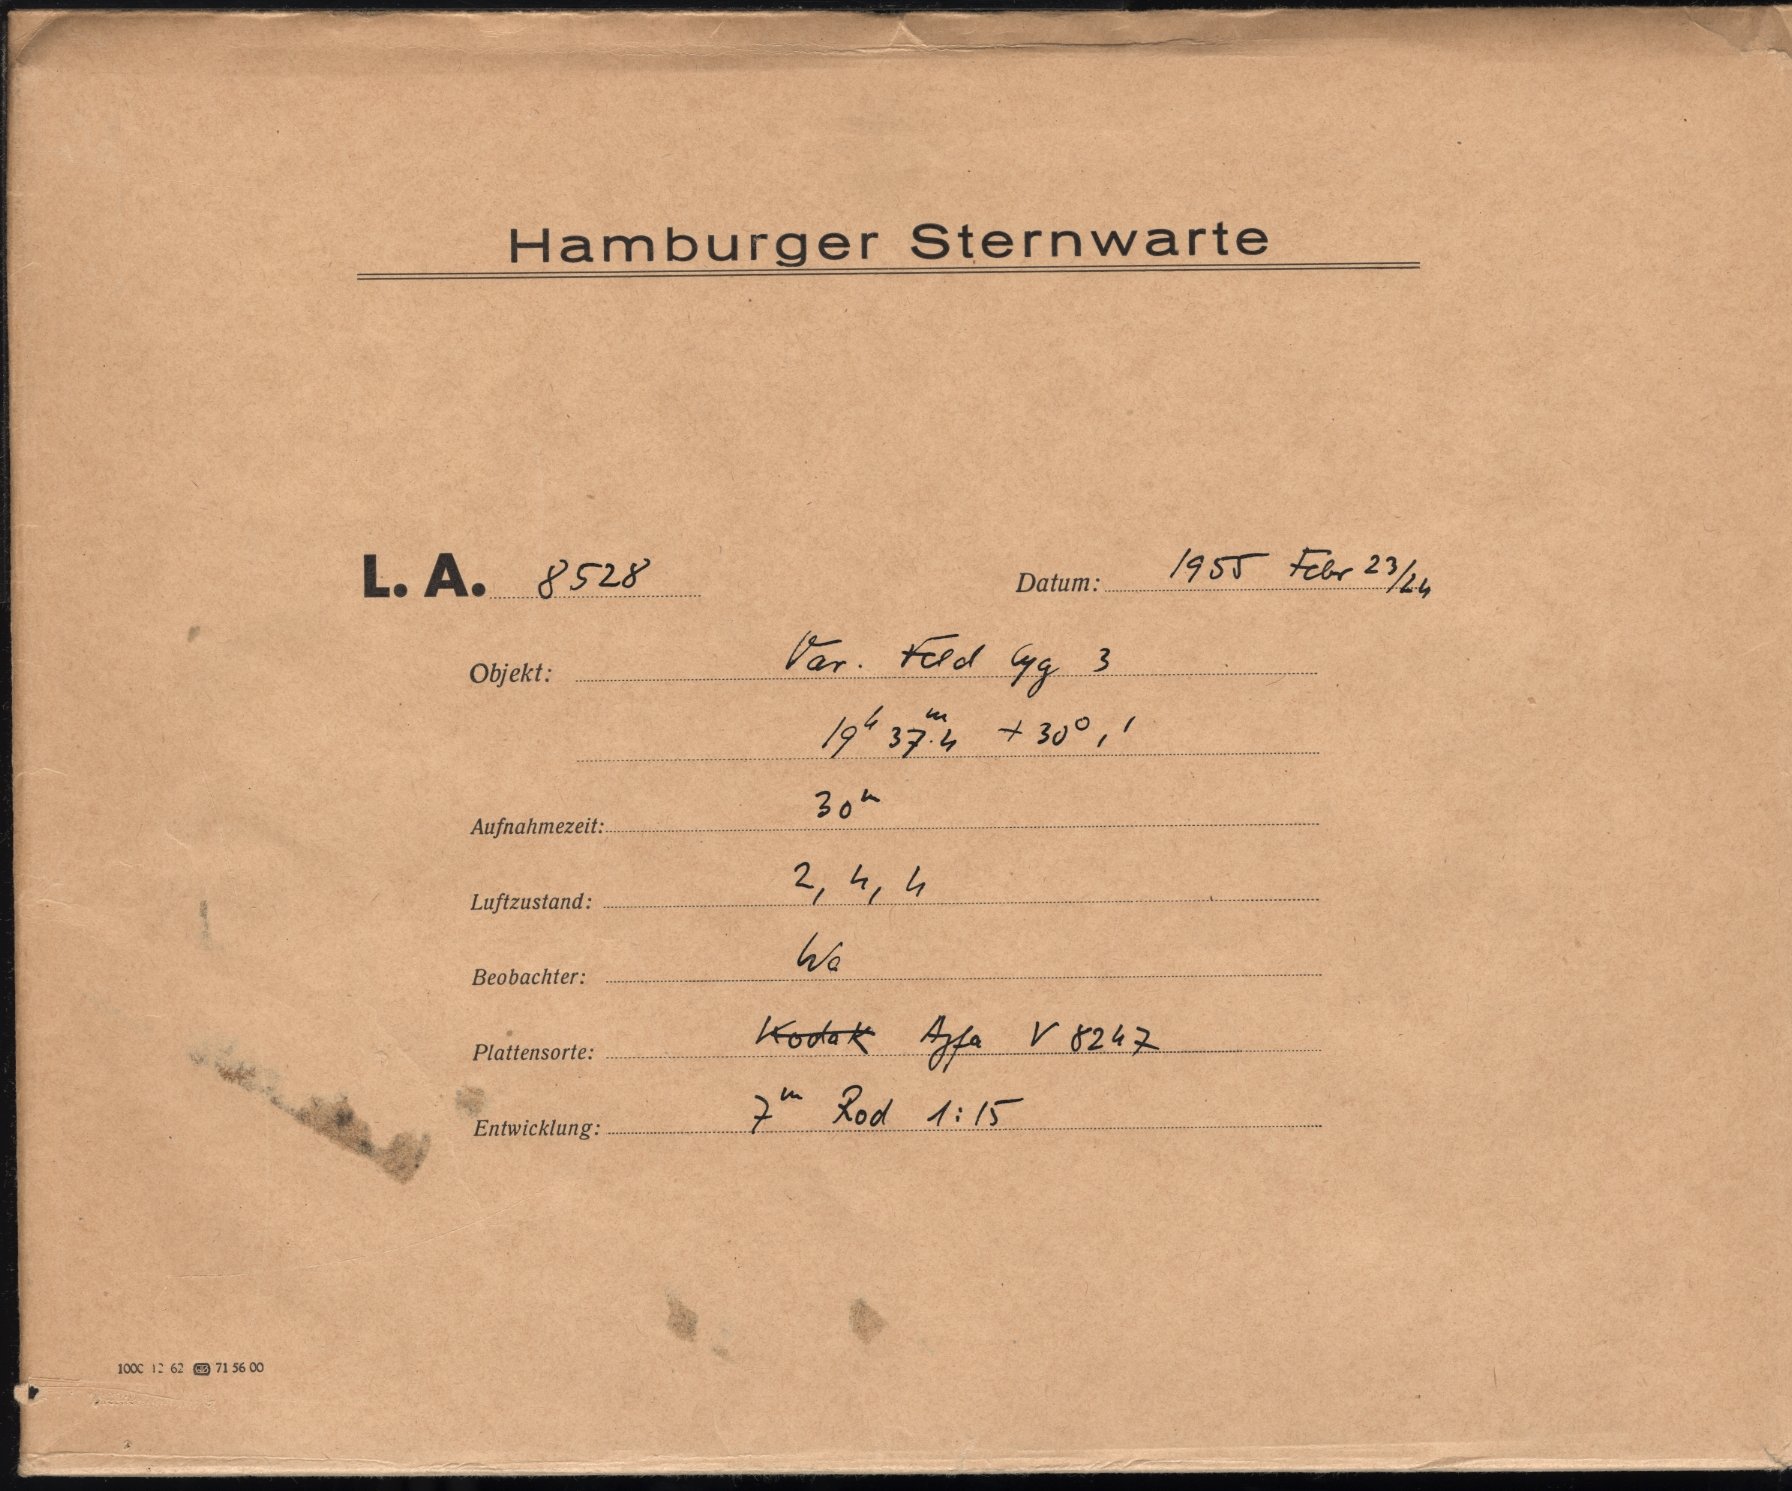 Hamburger Sternwarte
L. A. 8528 Datum: 1955 Febr 23/24
Objekt: Var. Feld Cyg 3
19ʰ 37ᵐ.4 + 30° , '
Aufnahmezeit: 30ᵐ
Luftzustand: 2, 4, 4
Beobachter: Wa
Plattensorte: Kodak Agfa V 8247
Entwicklung: 7ᵐ Rod 1:15
1000 12 62 71 56 00